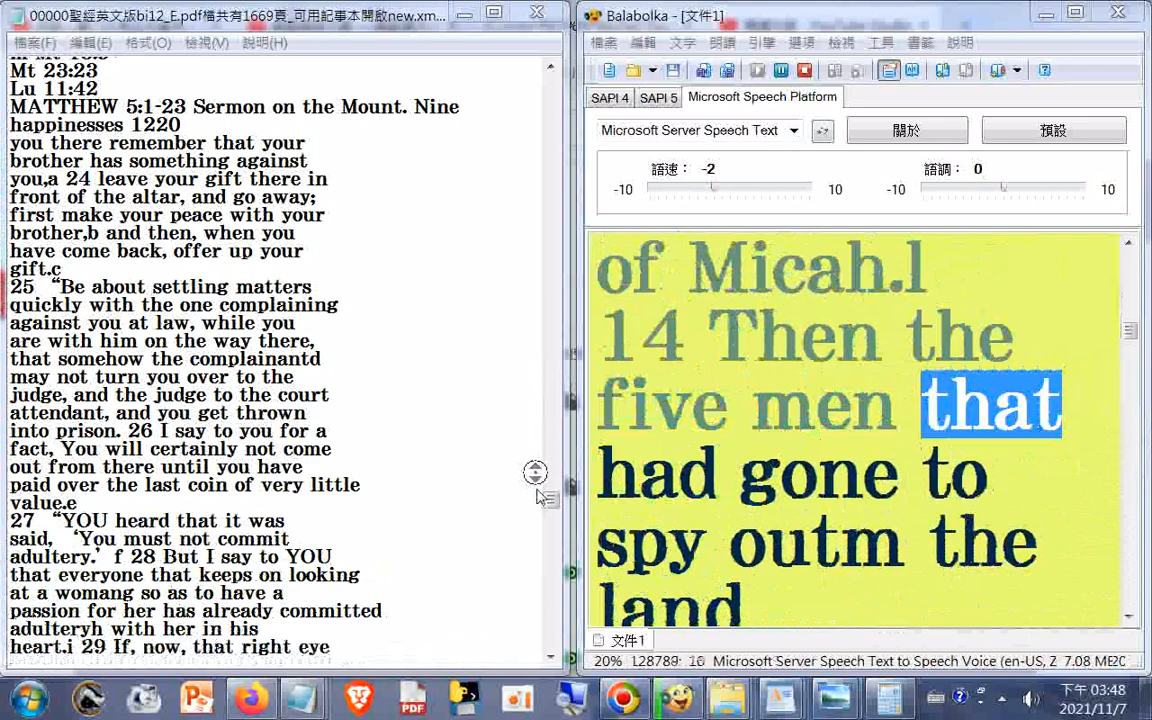 00000聖經英文版bi12_E.pdf檔共有1669頁_可用記事本開啟new.xm...
檔案(F) 編輯(E) 格式(O) 檢視(V) 說明(H)
Mt 23:23
Lu 11:42
MATTHEW 5:1-23 Sermon on the Mount. Nine
happinesses 1220
you there remember that your
brother has something against
you,a 24 leave your gift there in
front of the altar, and go away;
first make your peace with your
brother,b and then, when you
have come back, offer up your
gift.c
25 “Be about settling matters
quickly with the one complaining
against you at law, while you
are with him on the way there,
that somehow the complainantd
may not turn you over to the
judge, and the judge to the court
attendant, and you get thrown
into prison. 26 I say to you for a
fact, You will certainly not come
out from there until you have
paid over the last coin of very little
value.e
27 “YOU heard that it was
said, ‘You must not commit
adultery.’ f 28 But I say to YOU
that everyone that keeps on looking
at a womang so as to have a
passion for her has already committed
adulteryh with her in his
heart.i 29 If, now, that right eye
Balabolka - [文件1]
檔案 編輯 文字 朗讀 引擎 選項 檢視 工具 書籤 說明
SAPI 4 SAPI 5 Microsoft Speech Platform
Microsoft Server Speech Text 關於 預設
語速: -2 語調: 0
-10 10 -10 10
of Micah.l
14 Then the
five men that
had gone to
spy outm the
land
文件1
20% 128789: 10 Microsoft Server Speech Text to Speech Voice (en-US, Z 7.08 ME2C
PDF
下午 03:48
2021/11/7